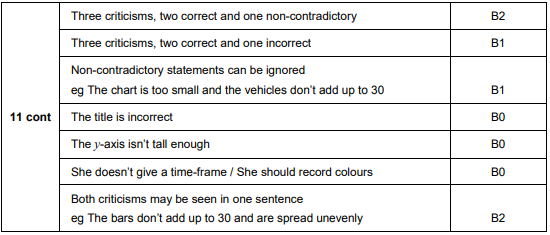 Three criticisms, two correct and one non-contradictory B2
Three criticisms, two correct and one incorrect B1
Non-contradictory statements can be ignored
eg The chart is too small and the vehicles don't add up to 30 B1
11 cont The title is incorrect B0
The y-axis isn't tall enough B0
She doesn't give a time-frame / She should record colours B0
Both criticisms may be seen in one sentence
eg The bars don't add up to 30 and are spread unevenly B2